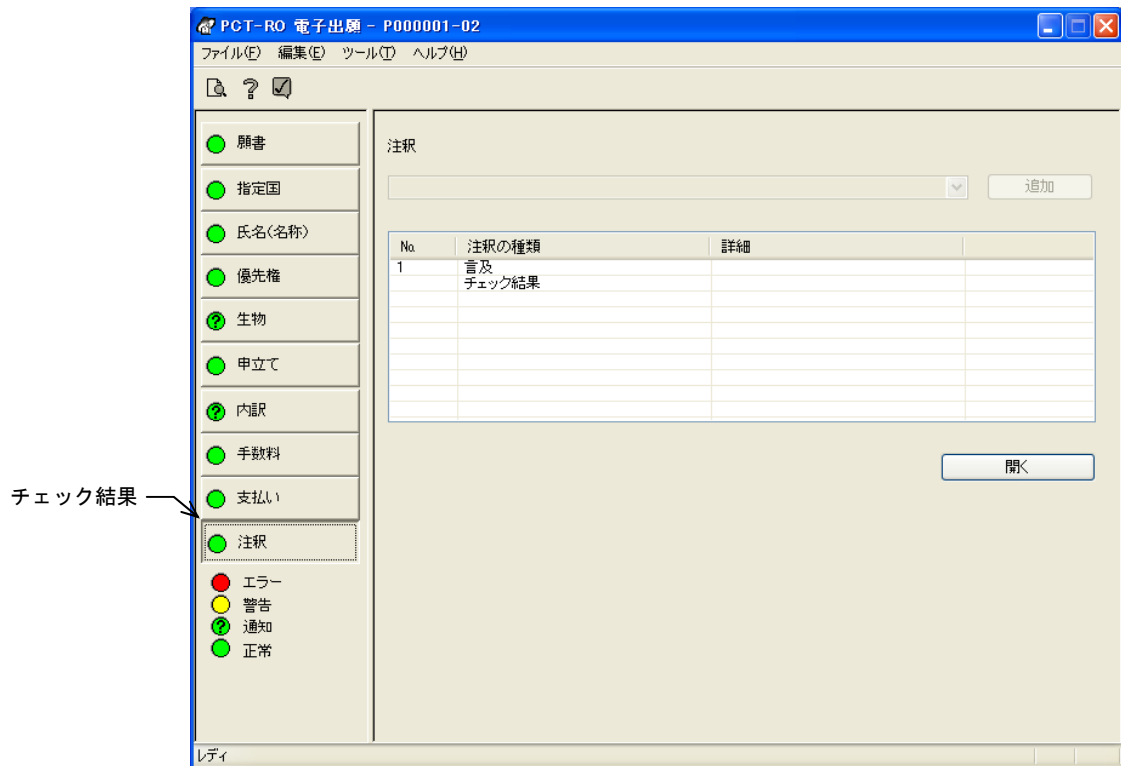 PCT-RO 電子出願 - P000001-02
ファイル(F) 編集(E) ツール(T) ヘルプ(H)
願書
指定国
氏名(名称)
優先権
生物
申立て
内訳
手数料
支払い
注釈
エラー
警告
通知
正常
チェック結果
注釈
追加
No. 注釈の種類 詳細
1 言及
チェック結果
開く
レディ